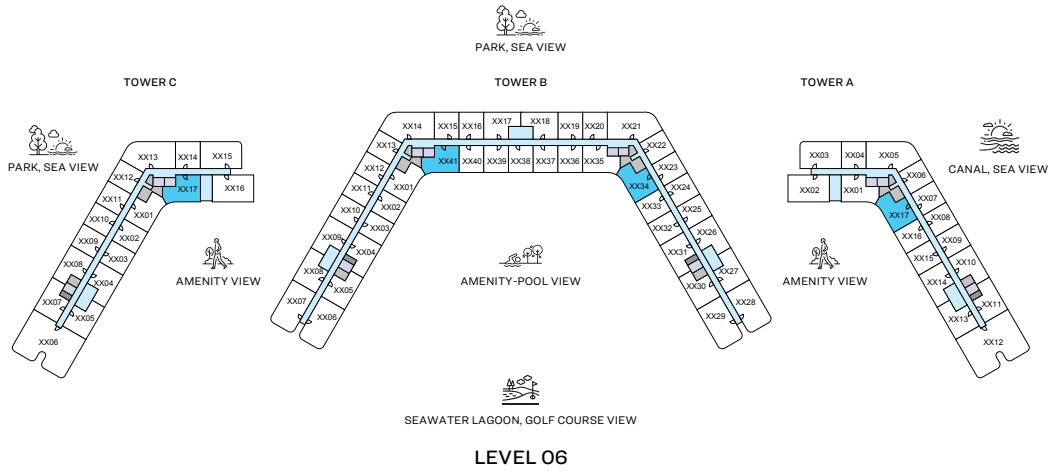 PARK, SEA VIEW
TOWER C
TOWER B
TOWER A
PARK, SEA VIEW
CANAL, SEA VIEW
XX13
XX14
XX15
XX12
XX17
XX16
XX11
XX01
XX10
XX02
XX09
XX03
XX08
XX04
XX07
XX05
XX06
XX14
XX15
XX16
XX17
XX18
XX19
XX20
XX21
XX13
XX41
XX40
XX39
XX38
XX37
XX36
XX35
XX22
XX12
XX01
XX34
XX23
XX11
XX02
XX33
XX24
XX10
XX03
XX32
XX25
XX09
XX04
XX31
XX26
XX08
XX05
XX30
XX27
XX07
XX06
XX29
XX28
XX03
XX04
XX05
XX02
XX01
XX06
XX17
XX07
XX16
XX08
XX15
XX09
XX14
XX10
XX13
XX11
XX12
AMENITY VIEW
AMENITY-POOL VIEW
AMENITY VIEW
SEAWATER LAGOON, GOLF COURSE VIEW
LEVEL 06